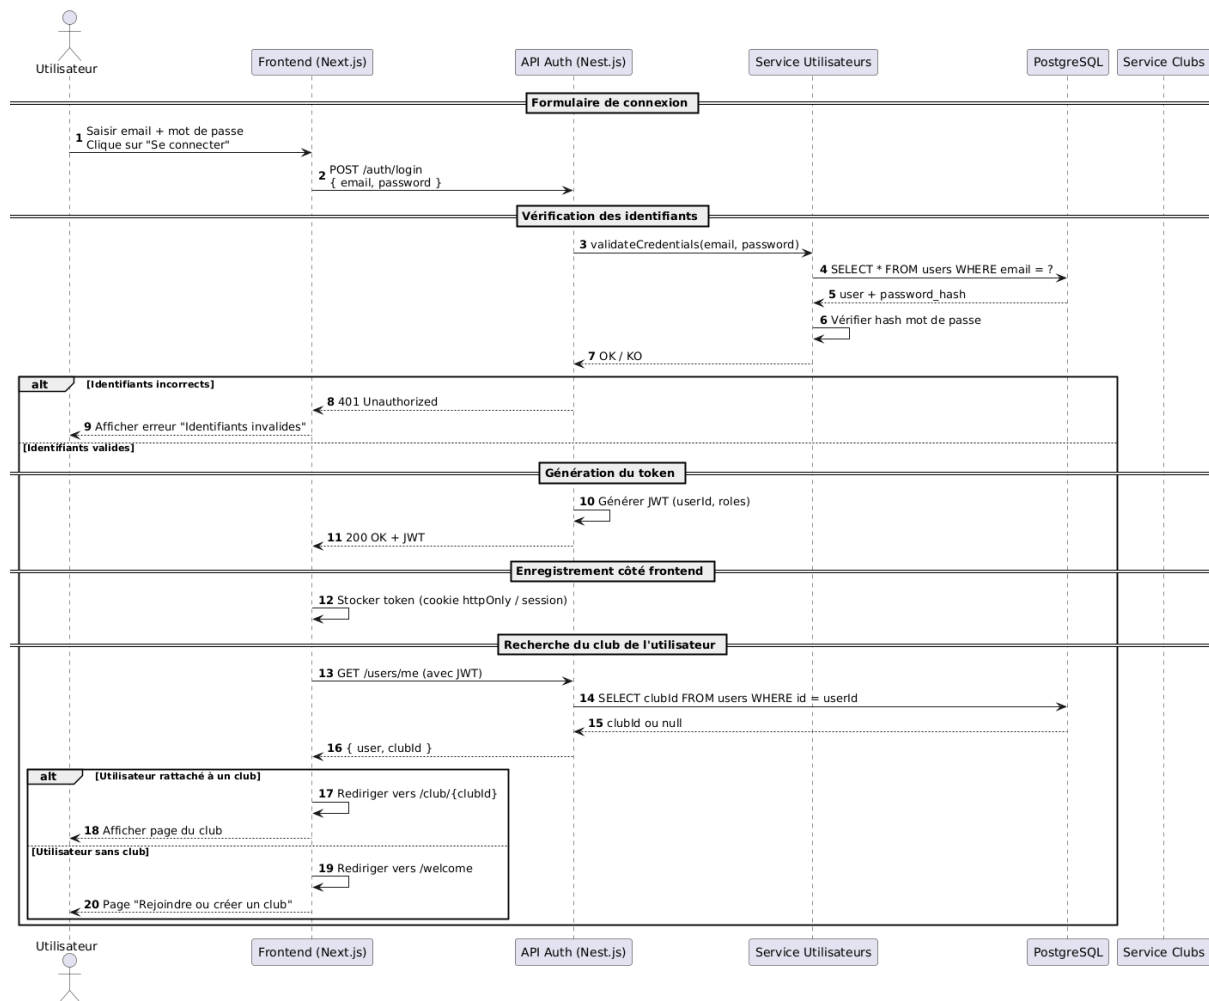 Utilisateur
Frontend (Next.js)
API Auth (Nest.js)
Service Utilisateurs
PostgreSQL
Service Clubs
Formulaire de connexion
1 Saisir email + mot de passe
Clique sur "Se connecter"
2 POST /auth/login
{ email, password }
Vérification des identifiants
3 validateCredentials(email, password)
4 SELECT * FROM users WHERE email = ?
5 user + password_hash
6 Vérifier hash mot de passe
7 OK / KO
alt [Identifiants incorrects]
8 401 Unauthorized
9 Afficher erreur "Identifiants invalides"
[Identifiants valides]
Génération du token
10 Générer JWT (userId, roles)
11 200 OK + JWT
Enregistrement côté frontend
12 Stocker token (cookie httpOnly / session)
Recherche du club de l'utilisateur
13 GET /users/me (avec JWT)
14 SELECT clubId FROM users WHERE id = userId
15 clubId ou null
16 { user, clubId }
alt [Utilisateur rattaché à un club]
17 Rediriger vers /club/{clubId}
18 Afficher page du club
[Utilisateur sans club]
19 Rediriger vers /welcome
20 Page "Rejoindre ou créer un club"
Utilisateur
Frontend (Next.js)
API Auth (Nest.js)
Service Utilisateurs
PostgreSQL
Service Clubs